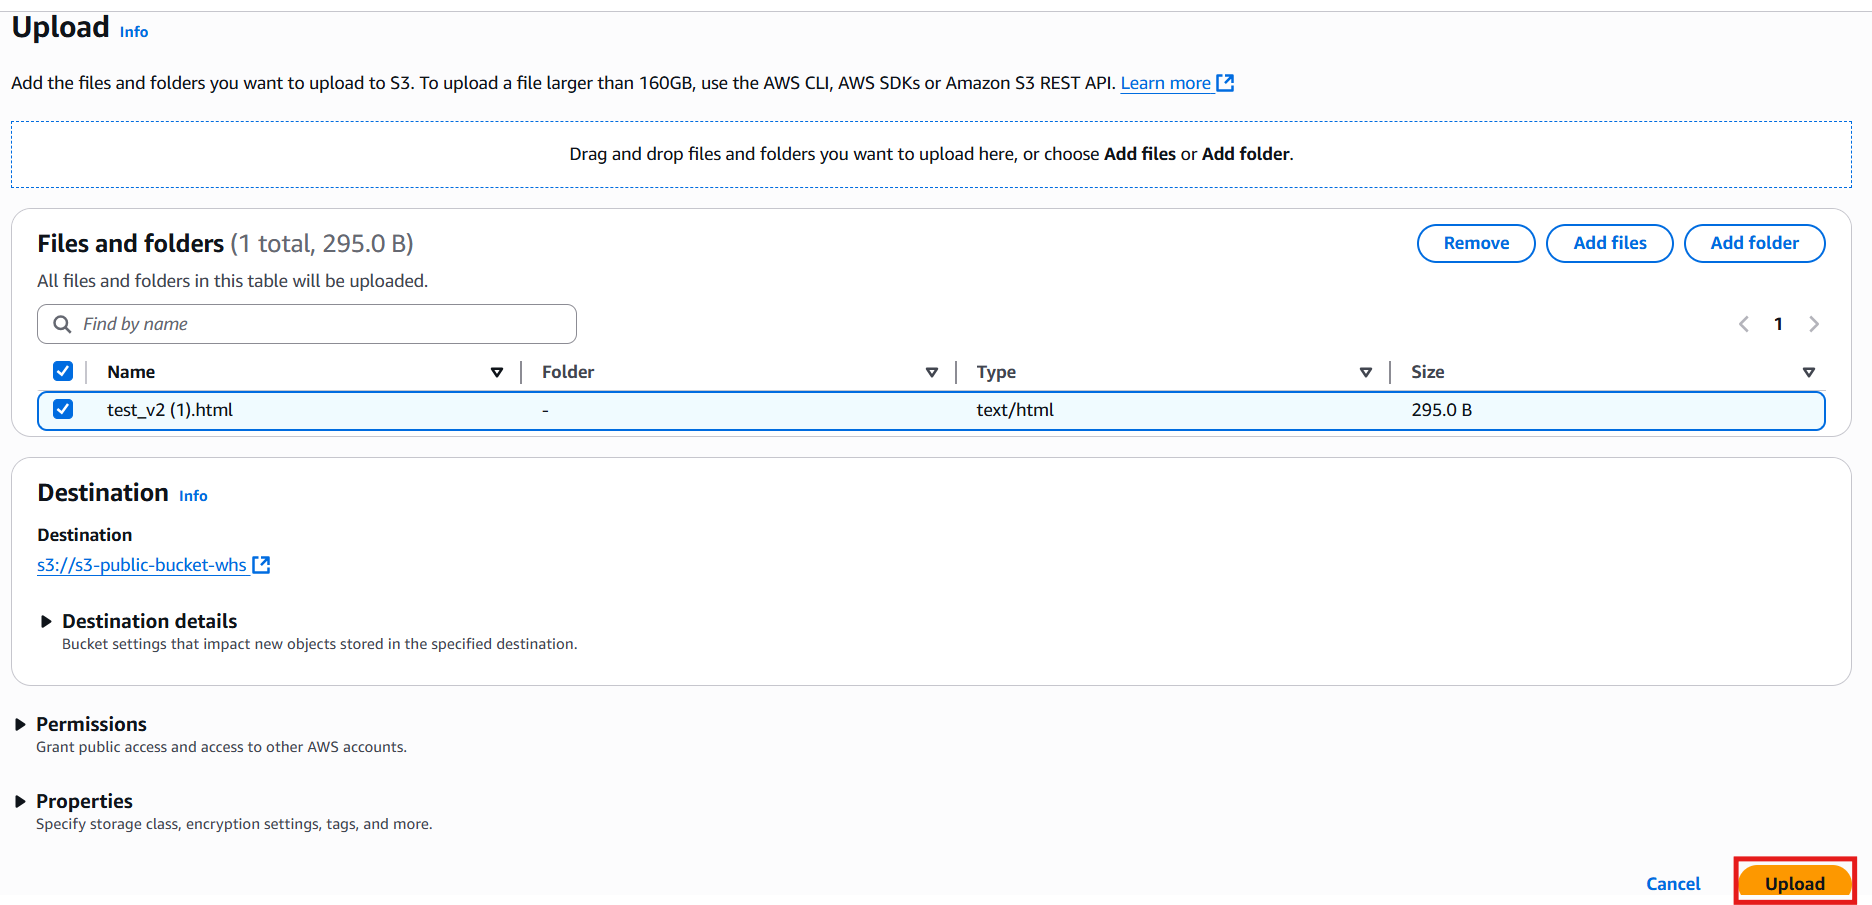 Upload Info
Add the files and folders you want to upload to S3. To upload a file larger than 160GB, use the AWS CLI, AWS SDKs or Amazon S3 REST API. Learn more
Drag and drop files and folders you want to upload here, or choose Add files or Add folder.
Files and folders (1 total, 295.0 B)
Remove
Add files
Add folder
All files and folders in this table will be uploaded.
Find by name
1
Name Folder Type Size
test_v2 (1).html - text/html 295.0 B
Destination Info
Destination
s3://s3-public-bucket-whs
Destination details
Bucket settings that impact new objects stored in the specified destination.
Permissions
Grant public access and access to other AWS accounts.
Properties
Specify storage class, encryption settings, tags, and more.
Cancel
Upload